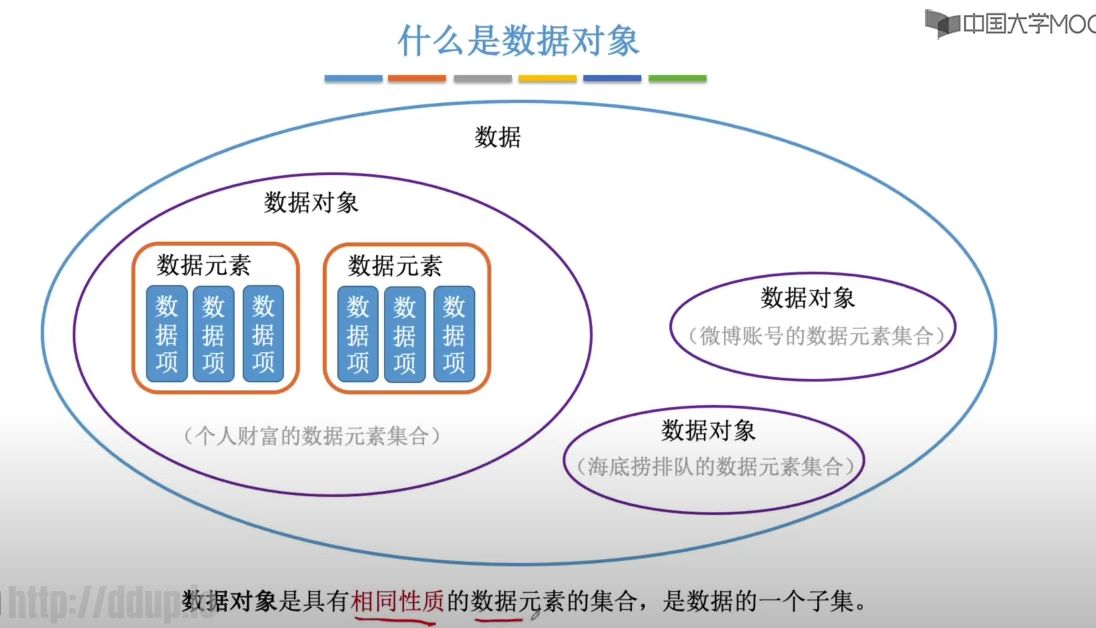 什么是数据对象
中国大学MOO
数据
数据对象
数据元素
数据项 数据项 数据项
数据元素
数据项 数据项 数据项
（个人财富的数据元素集合）
数据对象
（微博账号的数据元素集合）
数据对象
（海底捞排队的数据元素集合）
http://ddup.i
数据对象是具有相同性质的数据元素的集合，是数据的一个子集。